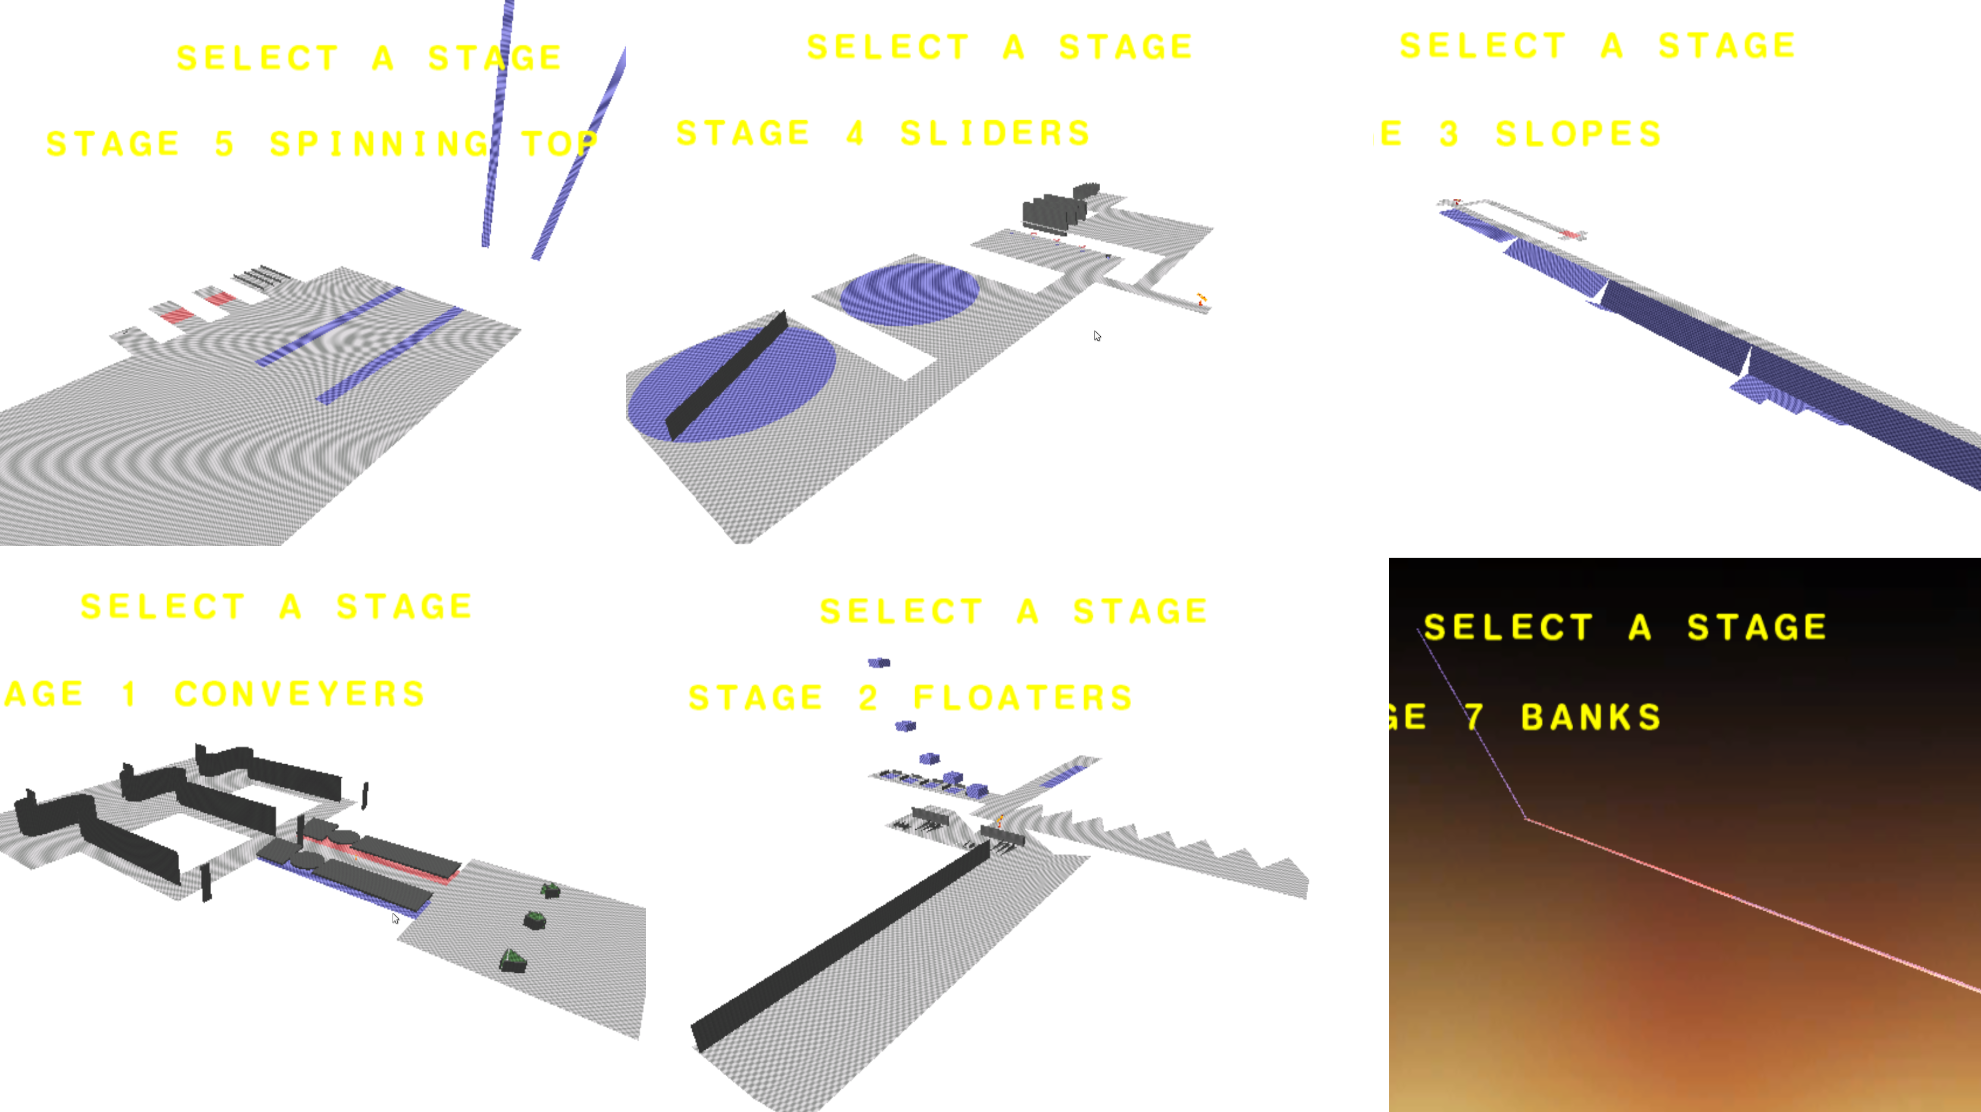 SELECT A STAGE
STAGE 5 SPINNING TOP
SELECT A STAGE
STAGE 4 SLIDERS
SELECT A STAGE
E 3 SLOPES
SELECT A STAGE
AGE 1 CONVEYERS
SELECT A STAGE
STAGE 2 FLOATERS
SELECT A STAGE
GE 7 BANKS